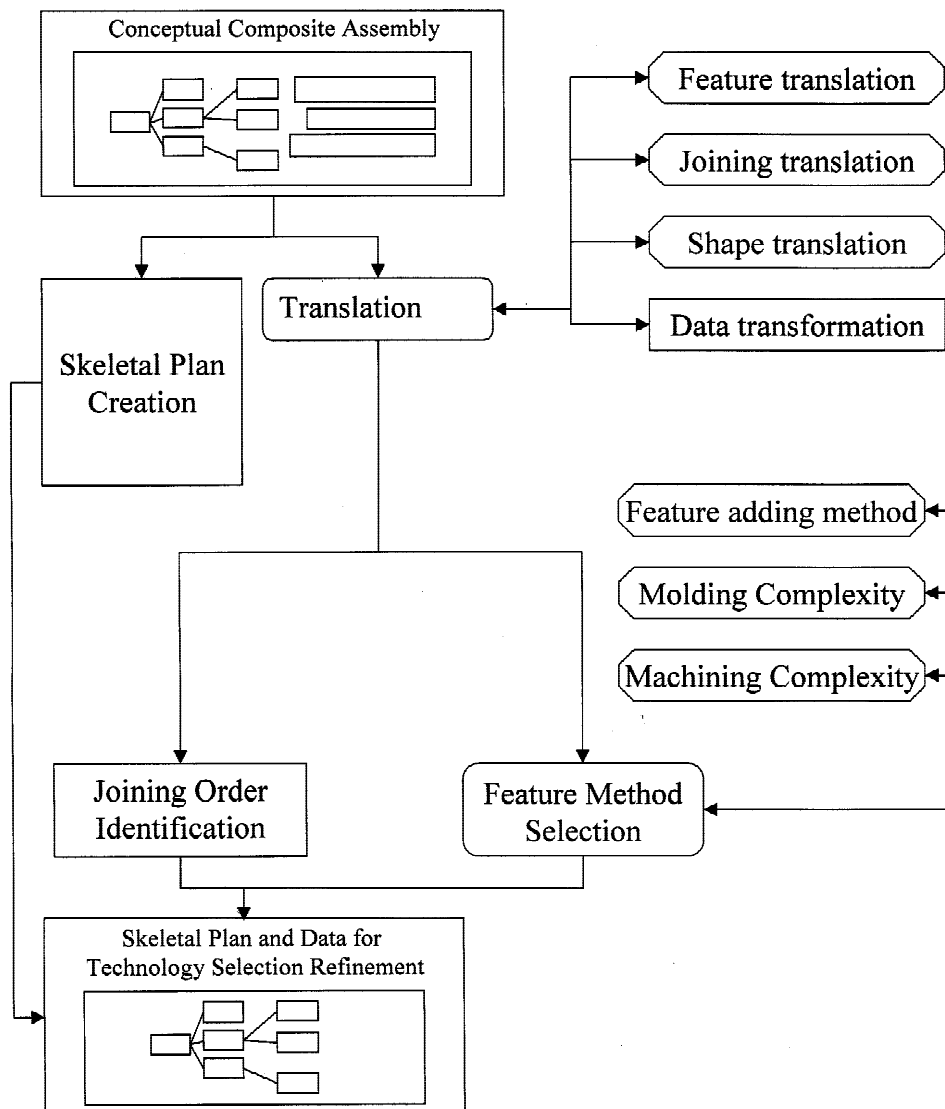 Conceptual Composite Assembly
Feature translation
Joining translation
Shape translation
Data transformation
Translation
Skeletal Plan
Creation
Feature adding method
Molding Complexity
Machining Complexity
Joining Order
Identification
Feature Method
Selection
Skeletal Plan and Data for
Technology Selection Refinement